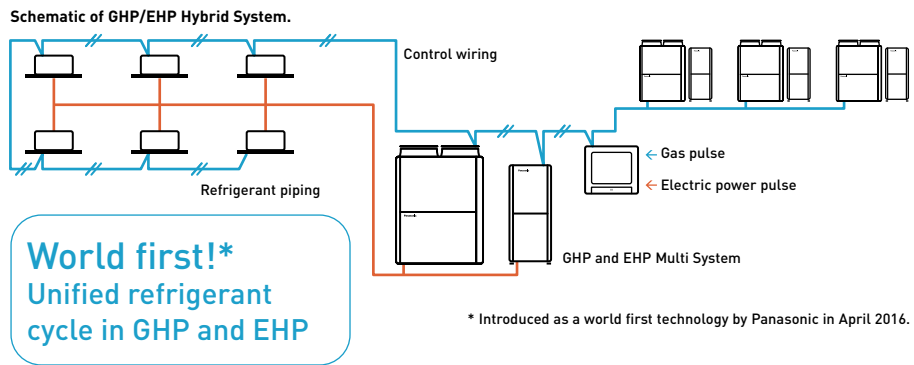 Schematic of GHP/EHP Hybrid System.
Control wiring
Gas pulse
Electric power pulse
Refrigerant piping
Panasonic
Panasonic
GHP and EHP Multi System
World first!*
Unified refrigerant
cycle in GHP and EHP
* Introduced as a world first technology by Panasonic in April 2016.